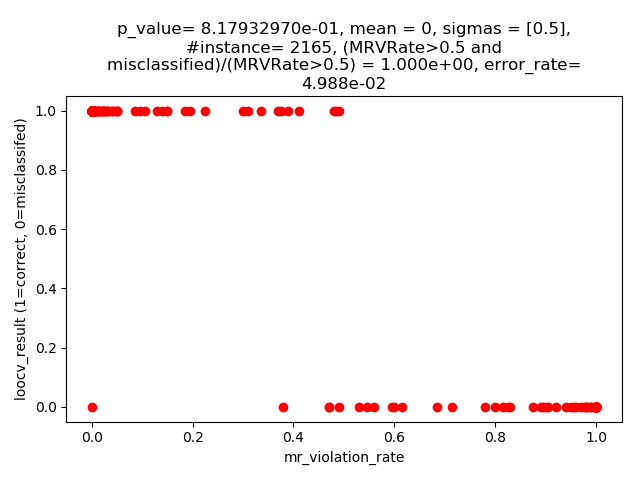 p_value= 8.17932970e-01, mean = 0, sigmas = [0.5],
#instance= 2165, (MRVRate>0.5 and
misclassified)/(MRVRate>0.5) = 1.000e+00, error_rate=
4.988e-02
1.0
0.8
0.6
0.4
0.2
0.0
loocv_result (1=correct, 0=misclassifed)
0.0 0.2 0.4 0.6 0.8 1.0
mr_violation_rate